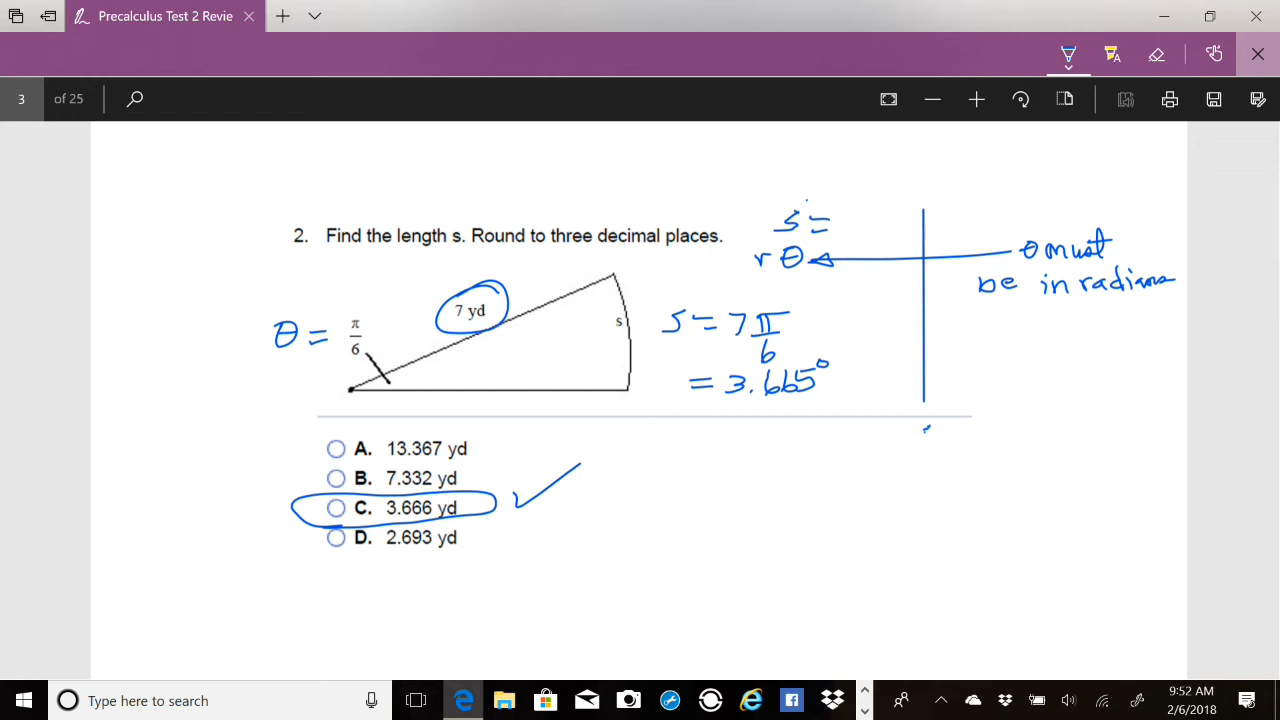 Precalculus Test 2 Revie
3 of 25
2. Find the length s. Round to three decimal places.
s =
r θ
θ must
be in radians
θ =
π
6
7 yd
s
s = 7 π
6
= 3.665°
A. 13.367 yd
B. 7.332 yd
C. 3.666 yd
D. 2.693 yd
Type here to search
9:52 AM
2/6/2018